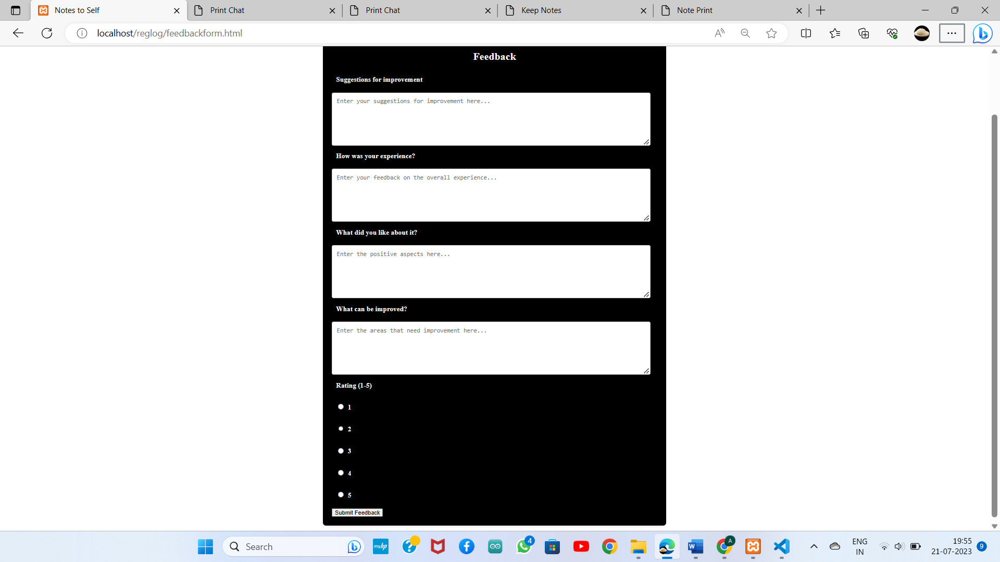 Notes to Self
Print Chat
Print Chat
Keep Notes
Note Print
localhost/reglog/feedbackform.html
Feedback
Suggestions for improvement
Enter your suggestions for improvement here...
How was your experience?
Enter your feedback on the overall experience...
What did you like about it?
Enter the positive aspects here...
What can be improved?
Enter the areas that need improvement here...
Rating (1-5)
1
2
3
4
5
Submit Feedback
Search
myhp
4
A
W
ENG
IN
19:55
21-07-2023
9